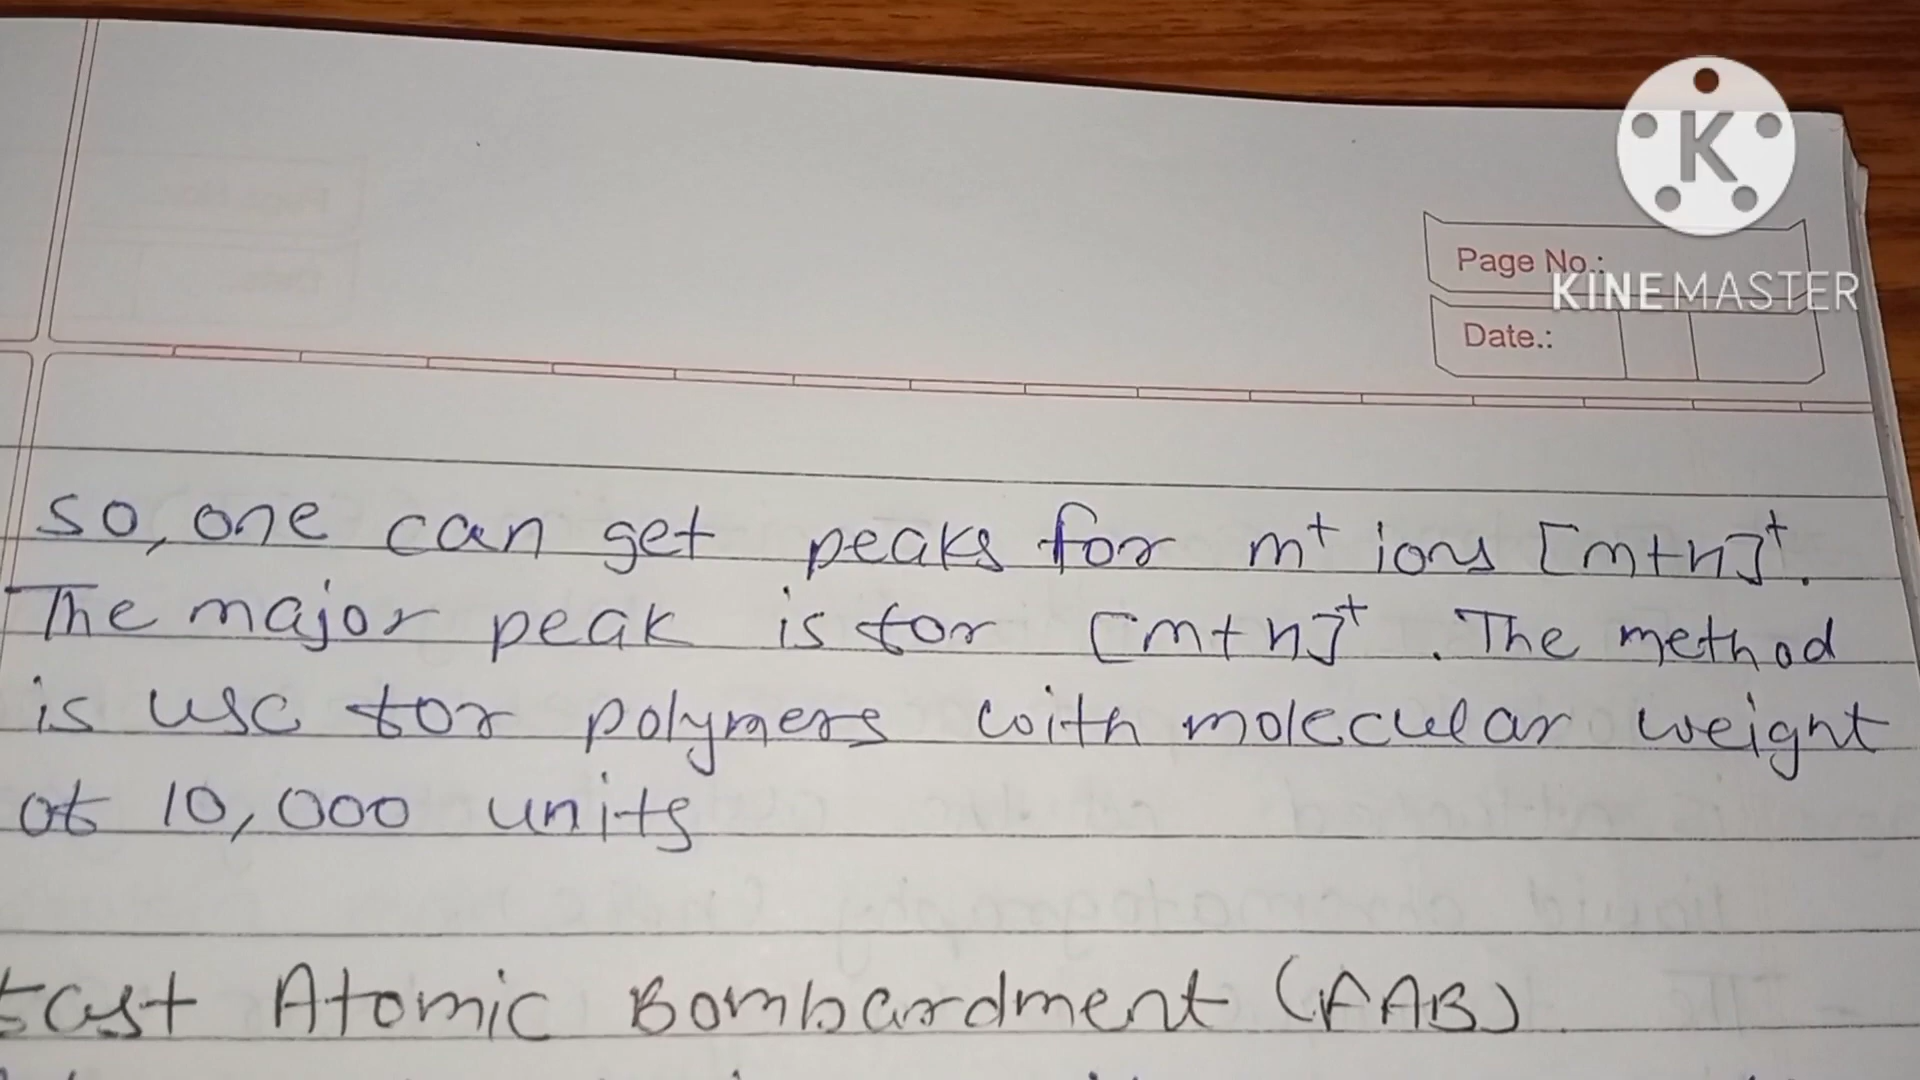 Page No.:
KINEMASTER
Date.:
so, one can get peaks for m+ ions [m+n]+.
The major peak is for [m+n]+. The method
is use for polymers with molecular weight
of 10,000 units
Fast Atomic Bombardment (FAB)